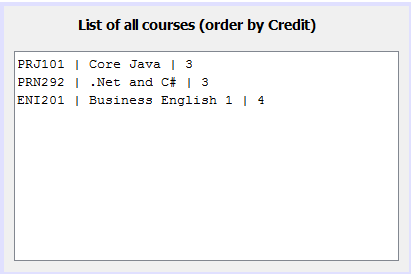 List of all courses (order by Credit)
PRJ101 | Core Java | 3
PRN292 | .Net and C# | 3
ENI201 | Business English 1 | 4